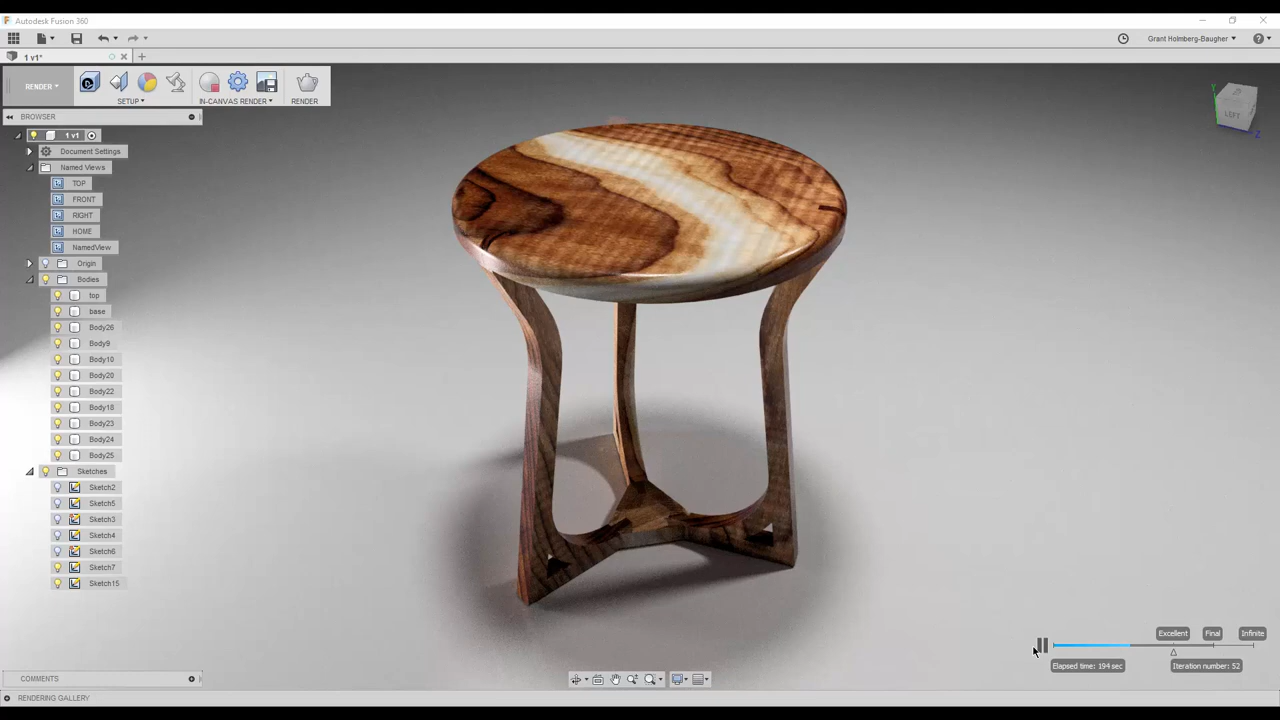 Autodesk Fusion 360
Grant Holmberg-Baugher
1 v1*
RENDER
SETUP
IN-CANVAS RENDER
RENDER
BROWSER
1 v1
Document Settings
Named Views
TOP
FRONT
RIGHT
HOME
NamedView
Origin
Bodies
top
base
Body26
Body9
Body10
Body20
Body22
Body18
Body23
Body24
Body25
Sketches
Sketch2
Sketch5
Sketch3
Sketch4
Sketch6
Sketch7
Sketch15
Y
LEFT
Z
Excellent Final Infinite
Elapsed time: 194 sec Iteration number: 52
COMMENTS
RENDERING GALLERY